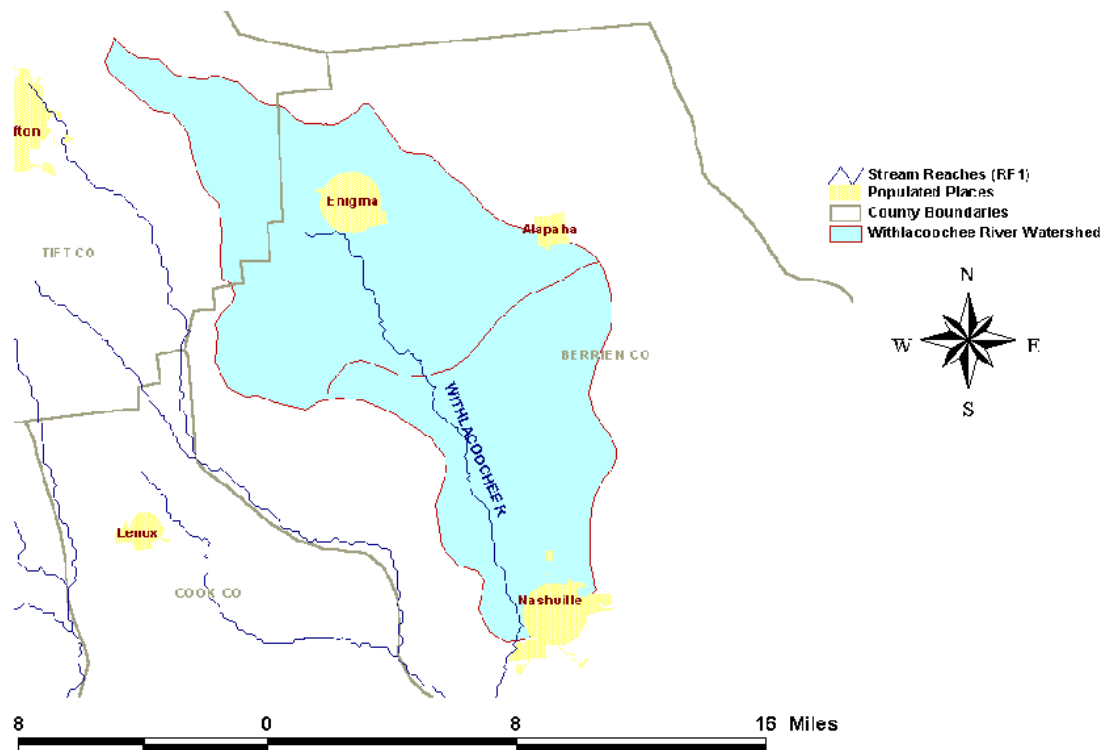 fton
Enigma
Alapaha
TIFT CO
BERRIEN CO
WITHLACOOCHEE R
Lenox
Nashville
COOK CO
Stream Reaches (RF1)
Populated Places
County Boundaries
Withlacoochee River Watershed
N
W E
S
8 0 8 16 Miles